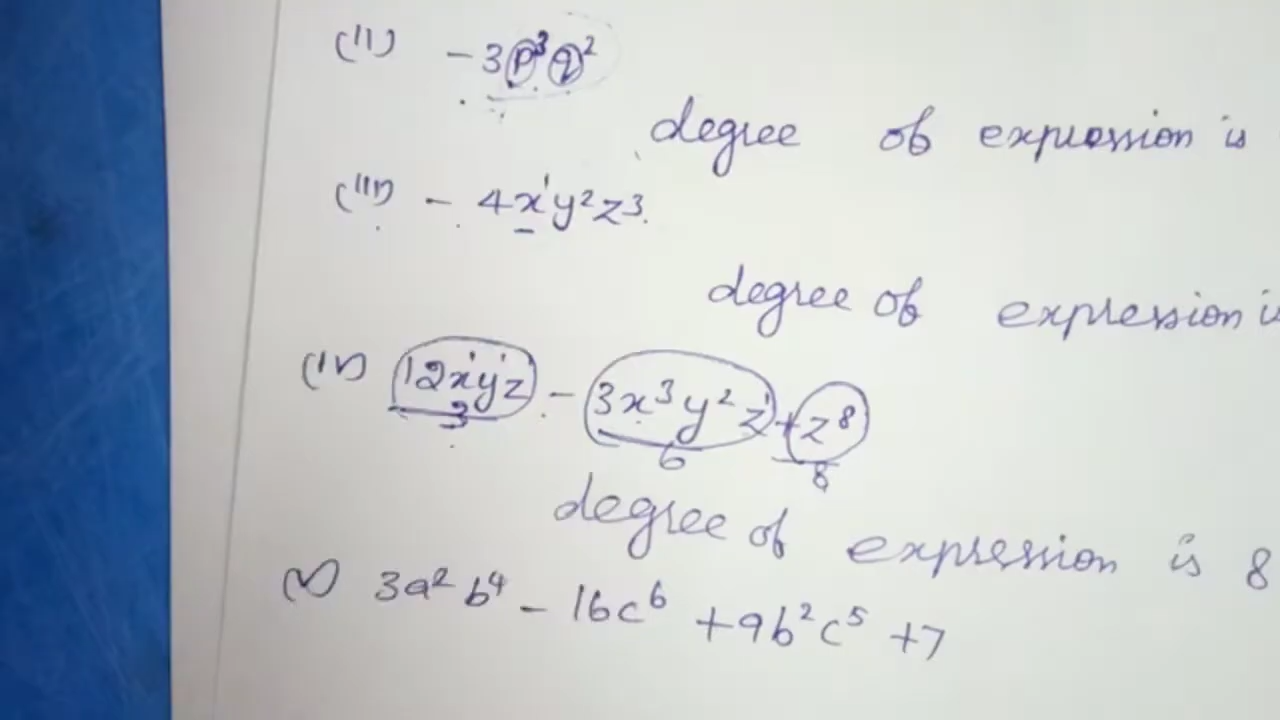 (ii) -3p³q²
degree of expression is
(iii) - 4x¹y²z³.
degree of expression is
(iv) 12x¹y¹z - 3x³y²z¹ + z⁸
3 6 8
degree of expression is 8
(v) 3a²b⁴ - 16c⁶ + 9b²c⁵ + 7